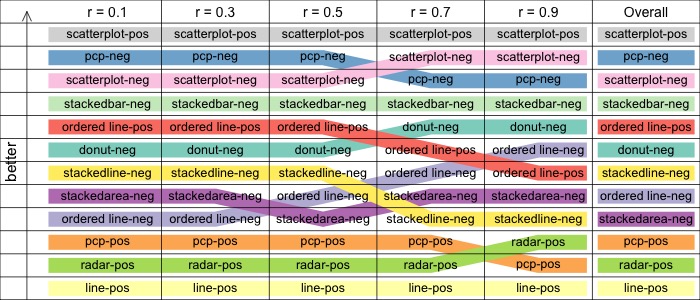 r = 0.1 r = 0.3 r = 0.5 r = 0.7 r = 0.9 Overall
scatterplot-pos scatterplot-pos scatterplot-pos scatterplot-pos scatterplot-pos scatterplot-pos
pcp-neg pcp-neg pcp-neg scatterplot-neg scatterplot-neg pcp-neg
scatterplot-neg scatterplot-neg scatterplot-neg pcp-neg pcp-neg scatterplot-neg
stackedbar-neg stackedbar-neg stackedbar-neg stackedbar-neg stackedbar-neg stackedbar-neg
ordered line-pos ordered line-pos ordered line-pos donut-neg donut-neg ordered line-pos
donut-neg donut-neg donut-neg ordered line-pos ordered line-neg donut-neg
stackedline-neg stackedline-neg stackedline-neg ordered line-neg ordered line-pos stackedline-neg
stackedarea-neg stackedarea-neg ordered line-neg stackedarea-neg stackedarea-neg ordered line-neg
ordered line-neg ordered line-neg stackedarea-neg stackedline-neg stackedline-neg stackedarea-neg
pcp-pos pcp-pos pcp-pos pcp-pos radar-pos pcp-pos
radar-pos radar-pos radar-pos radar-pos pcp-pos radar-pos
line-pos line-pos line-pos line-pos line-pos line-pos
better